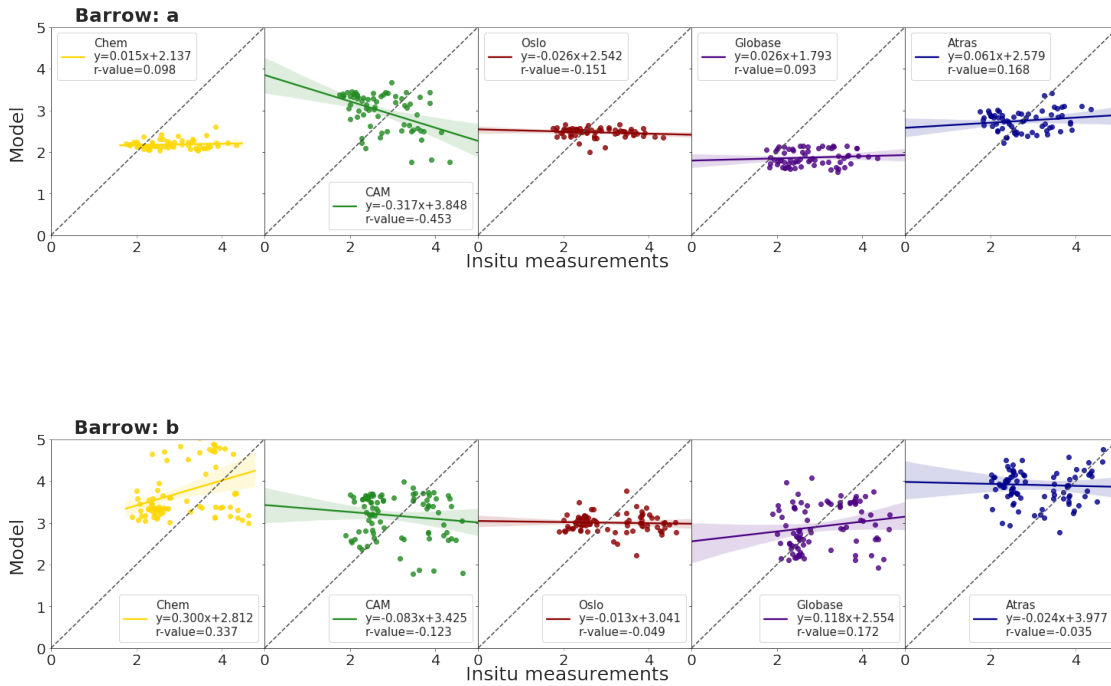 Barrow: a
Model
5
4
3
2
1
0
Chem
y=0.015x+2.137
r-value=0.098
CAM
y=-0.317x+3.848
r-value=-0.453
Oslo
y=-0.026x+2.542
r-value=-0.151
Globase
y=0.026x+1.793
r-value=0.093
Atras
y=0.061x+2.579
r-value=0.168
0 2 4 0 2 4 0 2 4 0 2 4 0 2 4
Insitu measurements
Barrow: b
Model
5
4
3
2
1
0
Chem
y=0.300x+2.812
r-value=0.337
CAM
y=-0.083x+3.425
r-value=-0.123
Oslo
y=-0.013x+3.041
r-value=-0.049
Globase
y=0.118x+2.554
r-value=0.172
Atras
y=-0.024x+3.977
r-value=-0.035
0 2 4 0 2 4 0 2 4 0 2 4 0 2 4
Insitu measurements